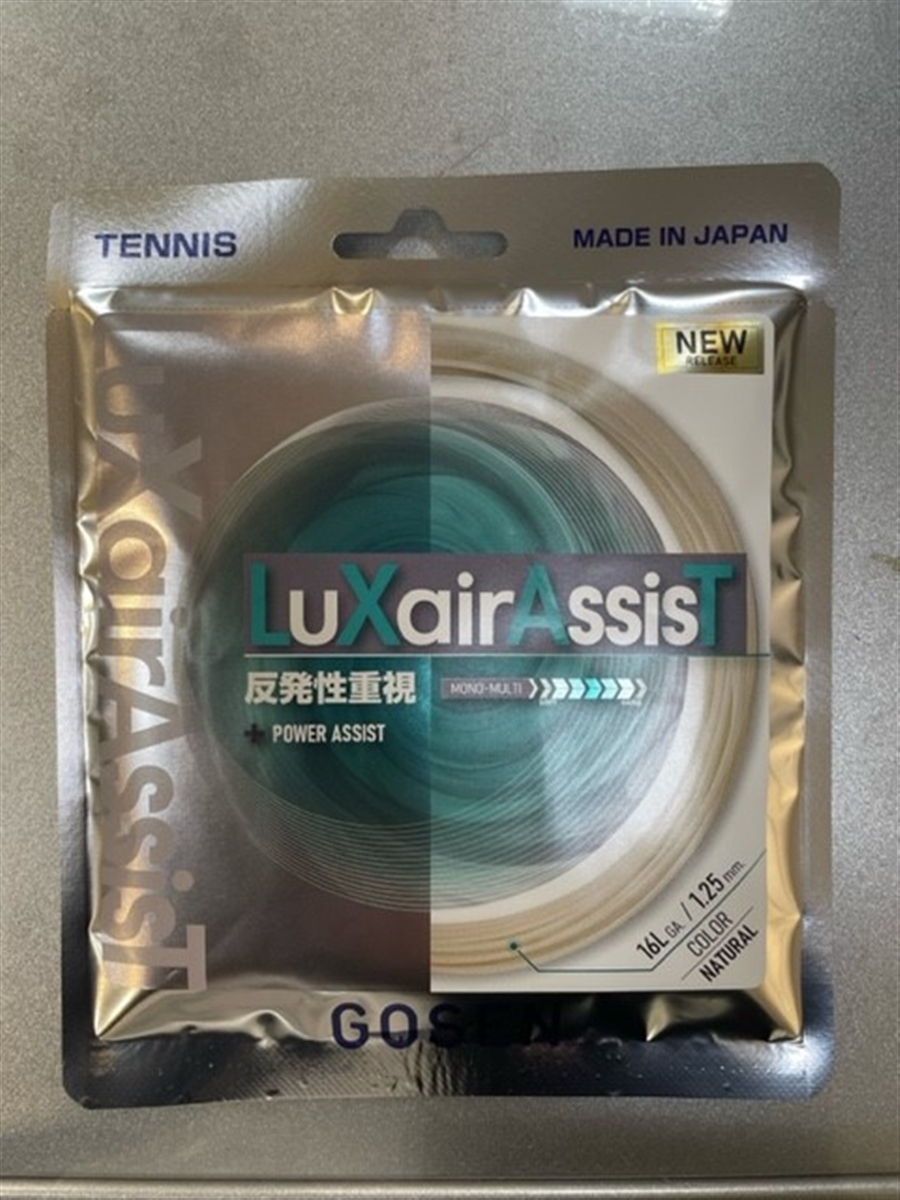 TENNIS
MADE IN JAPAN
NEW
RELEASE
LuXairAssisT
LuXairAssisT
反発性重視
MONO-MULTI
+ POWER ASSIST
16L GA. / 1.25 mm.
COLOR
NATURAL
GOSEN